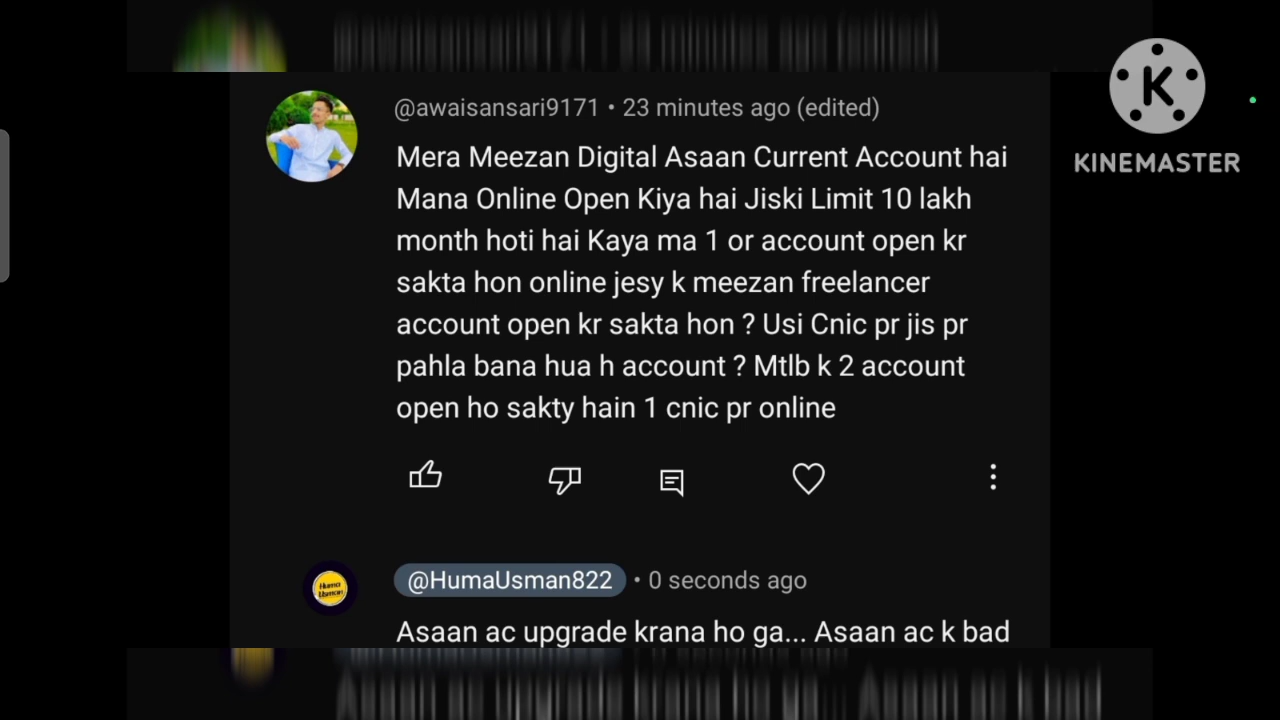 @awaisansari9171 • 23 minutes ago (edited)
Mera Meezan Digital Asaan Current Account hai
Mana Online Open Kiya hai Jiski Limit 10 lakh
month hoti hai Kaya ma 1 or account open kr
sakta hon online jesy k meezan freelancer
account open kr sakta hon ? Usi Cnic pr jis pr
pahla bana hua h account ? Mtlb k 2 account
open ho sakty hain 1 cnic pr online
K
KINEMASTER
Huma
Usman
@HumaUsman822 • 0 seconds ago
Asaan ac upgrade krana ho ga... Asaan ac k bad